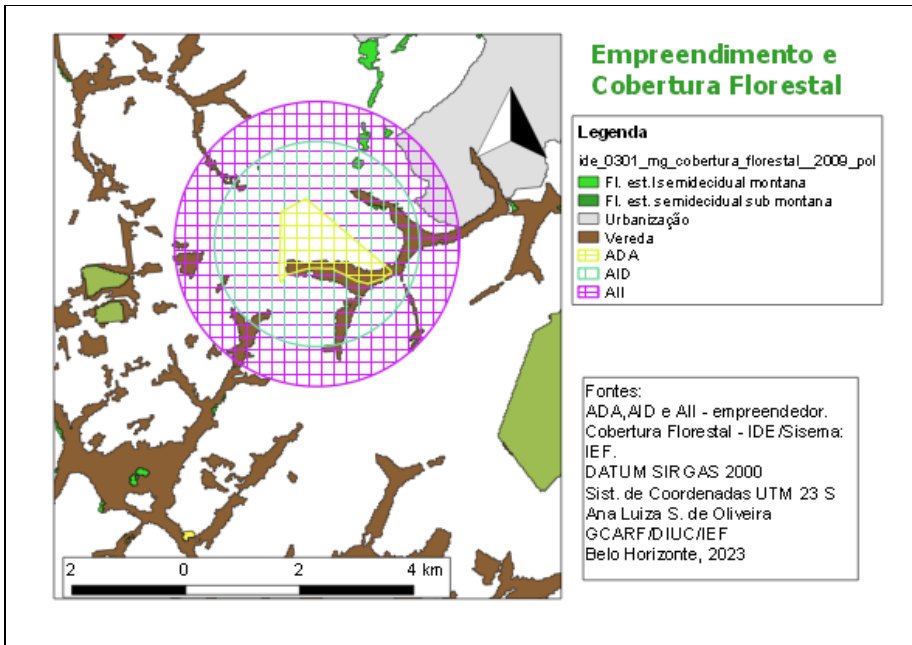 Empreendimento e
Cobertura Florestal
Legenda
ide_0301_mg_cobertura_florestal__2009_pol
Fl. est.l semidecidual montana
Fl. est. semidecidual sub montana
Urbanização
Vereda
ADA
AID
AII
Fontes:
ADA,AID e AII - empreendedor.
Cobertura Florestal - IDE/Sisema:
IEF.
DATUM SIRGAS 2000
Sist. de Coordenadas UTM 23 S
Ana Luiza S. de Oliveira
GCARF/DIUC/IEF
Belo Horizonte, 2023
2 0 2 4 km